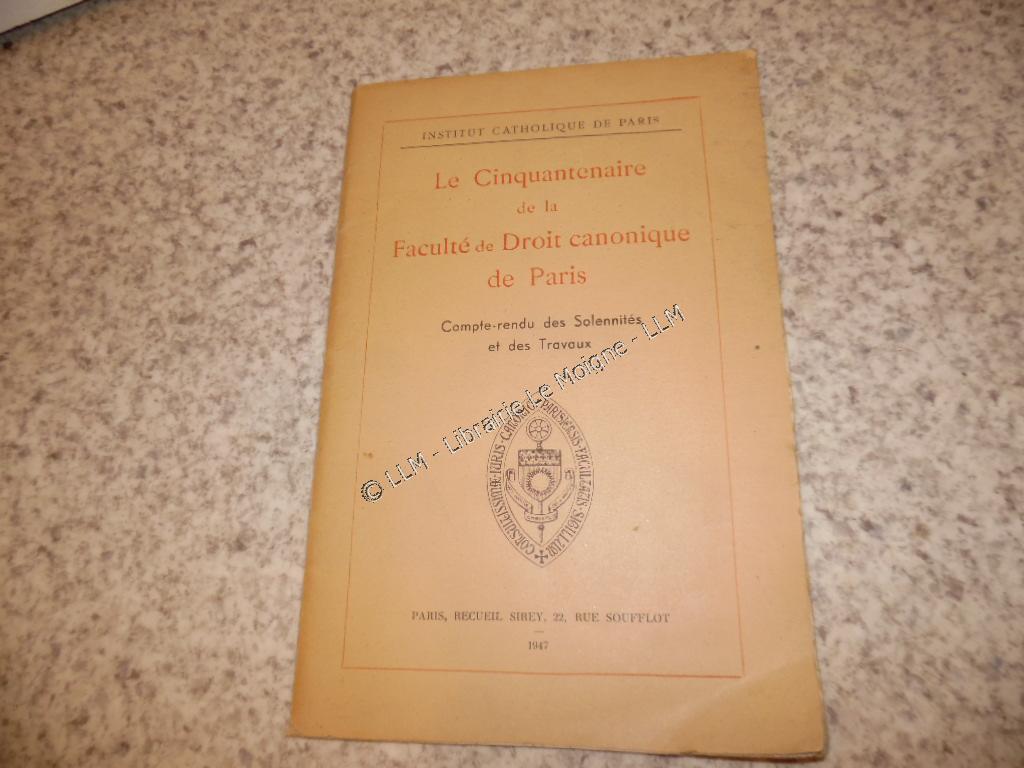 INSTITUT CATHOLIQUE DE PARIS
Le Cinquantenaire
de la
Faculté de Droit canonique
de Paris
Compte-rendu des Solennités
et des Travaux
© LLM - Librairie Le Moigne - LLM
PARIS, RECUEIL SIREY, 22, RUE SOUFFLOT
1947